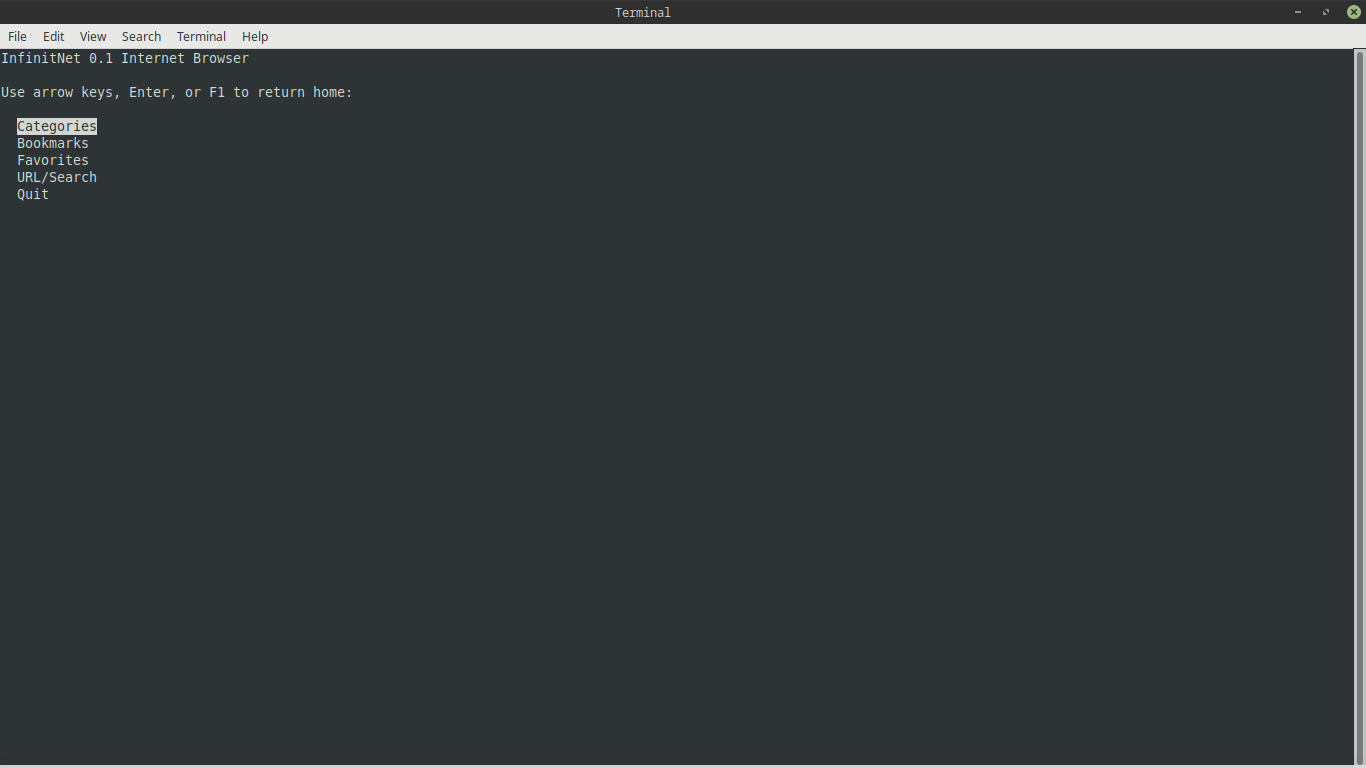 Terminal
File Edit View Search Terminal Help
InfinitNet 0.1 Internet Browser
Use arrow keys, Enter, or F1 to return home:
Categories
Bookmarks
Favorites
URL/Search
Quit